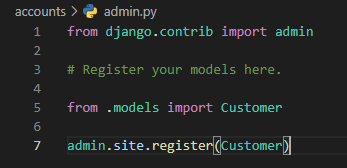 accounts > admin.py
1 from django.contrib import admin
2
3 # Register your models here.
4
5 from .models import Customer
6
7 admin.site.register(Customer)